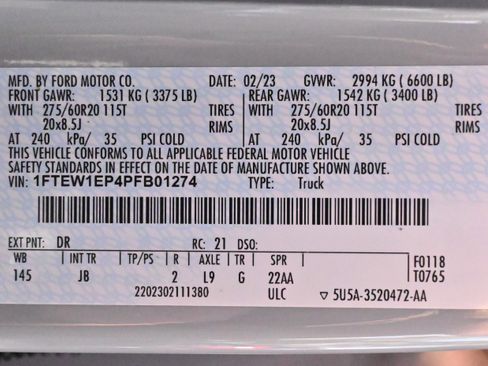 MFD. BY FORD MOTOR CO. DATE: 02/23 GVWR: 2994 KG ( 6600 LB)
FRONT GAWR: 1531 KG ( 3375 LB) REAR GAWR: 1542 KG ( 3400 LB)
WITH 275/60R20 115T TIRES WITH 275/60R20 115T TIRES
20x8.5J RIMS 20x8.5J RIMS
AT 240 kPa/ 35 PSI COLD AT 240 kPa/ 35 PSI COLD
THIS VEHICLE CONFORMS TO ALL APPLICABLE FEDERAL MOTOR VEHICLE
SAFETY STANDARDS IN EFFECT ON THE DATE OF MANUFACTURE SHOWN ABOVE.
VIN: 1FTEW1EP4PFB01274 TYPE: Truck
EXT PNT: DR RC: 21 DSO:
WB INT TR TP/PS R AXLE TR SPR F0118
145 JB 2 L9 G 22AA T0765
2202302111380 ULC ▽ 5U5A-3520472-AA